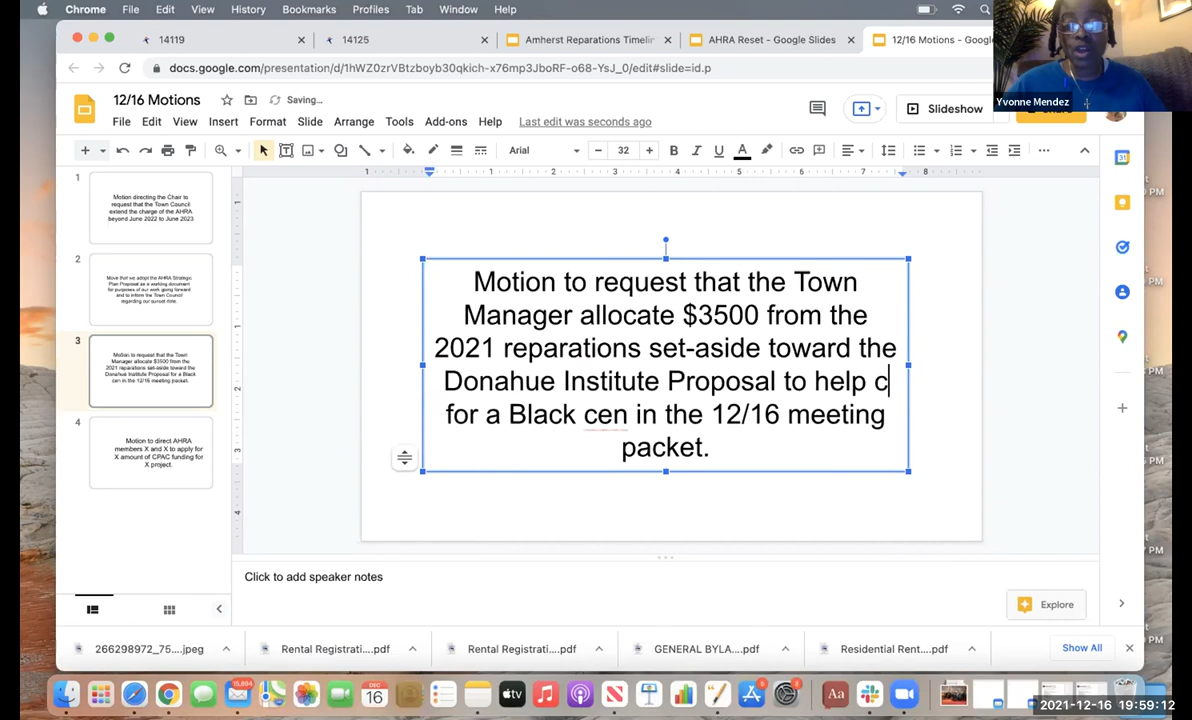 Chrome File Edit View History Bookmarks Profiles Tab Window Help
14119 14125 Amherst Reparations Timelin AHRA Reset - Google Slides 12/16 Motions - Goog
docs.google.com/presentation/d/1hWZ0zrVBtzboyb30qkich-x76mp3JboRF-o68-YsJ_0/edit#slide=id.p
Yvonne Mendez
12/16 Motions Saving...
Slideshow
File Edit View Insert Format Slide Arrange Tools Add-ons Help Last edit was seconds ago
Arial 32
1
Motion directing the Chair to
request that the Town Council
extend the charge of the AHRA
beyond June 2022 to June 2023
2
Move that we adopt the AHRA Strategic
Plan Proposal as a working document
for purposes of our work going forward
and to inform the Town Council
regarding our sunset date.
3
Motion to request that the Town
Manager allocate $3500 from the
2021 reparations set-aside toward the
Donahue Institute Proposal for a Black
cen in the 12/16 meeting packet.
4
Motion to direct AHRA
members X and X to apply for
X amount of CPAC funding for
X project.
Motion to request that the Town
Manager allocate $3500 from the
2021 reparations set-aside toward the
Donahue Institute Proposal to help c
for a Black cen in the 12/16 meeting
packet.
Click to add speaker notes
Explore
266298972_75....jpeg Rental Registrati....pdf Rental Registrati....pdf GENERAL BYLA....pdf Residential Rent....pdf Show All
DEC
16
tv
Aa
2021-12-16 19:59:12